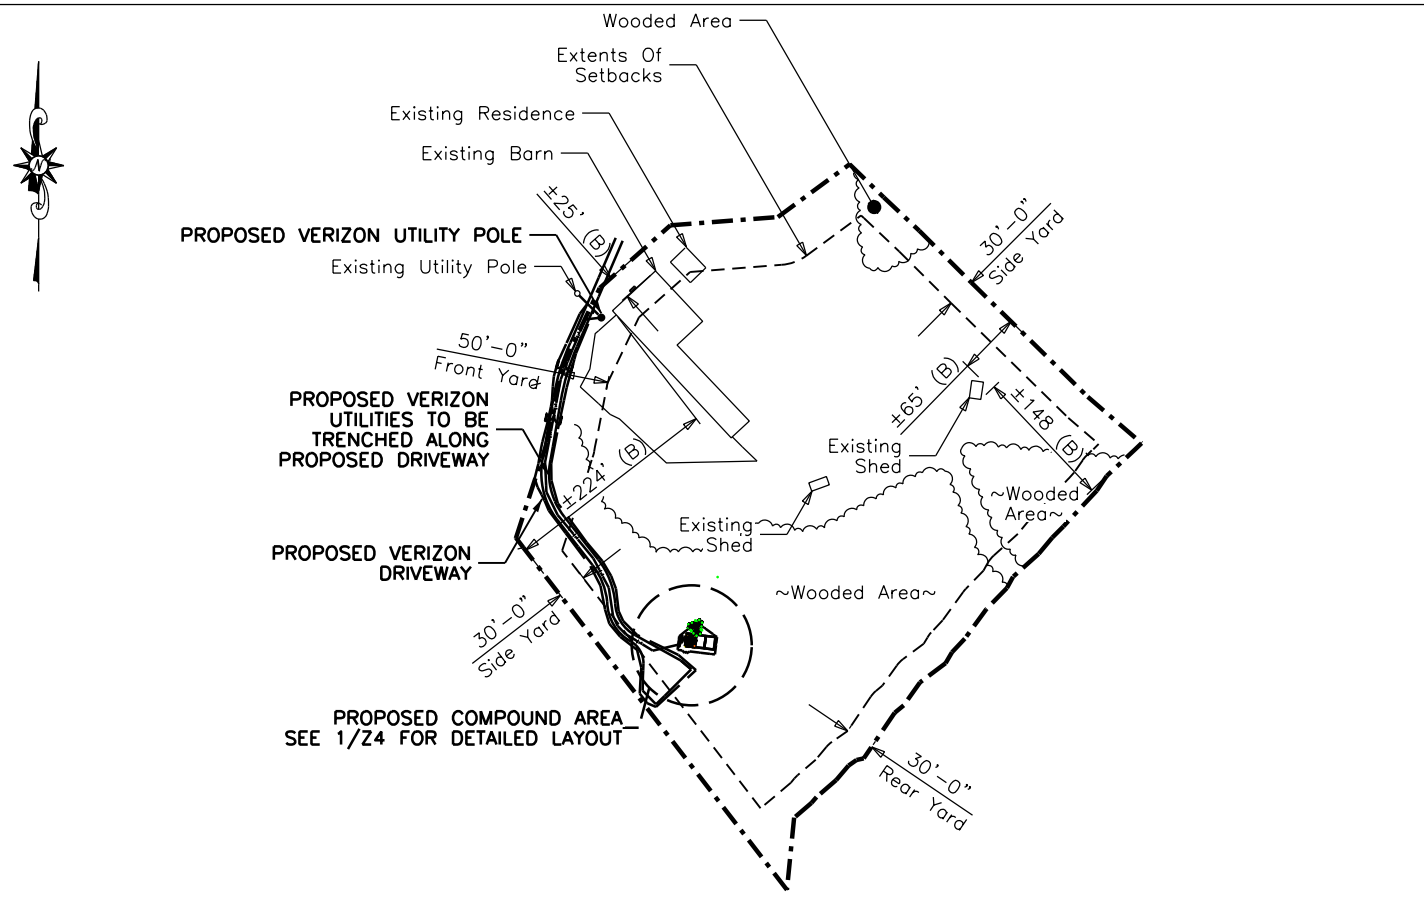 Wooded Area
Extents Of
Setbacks
Existing Residence
Existing Barn
N
±25' (B)
PROPOSED VERIZON UTILITY POLE
Existing Utility Pole
30'-0"
Side Yard
50'-0"
Front Yard
PROPOSED VERIZON
UTILITIES TO BE
TRENCHED ALONG
PROPOSED DRIVEWAY
±65' (B)
±148 (B)
Existing
Shed
±224' (B)
~Wooded
Area~
Existing
Shed
PROPOSED VERIZON
DRIVEWAY
~Wooded Area~
30'-0"
Side Yard
PROPOSED COMPOUND AREA
SEE 1/Z4 FOR DETAILED LAYOUT
30'-0"
Rear Yard